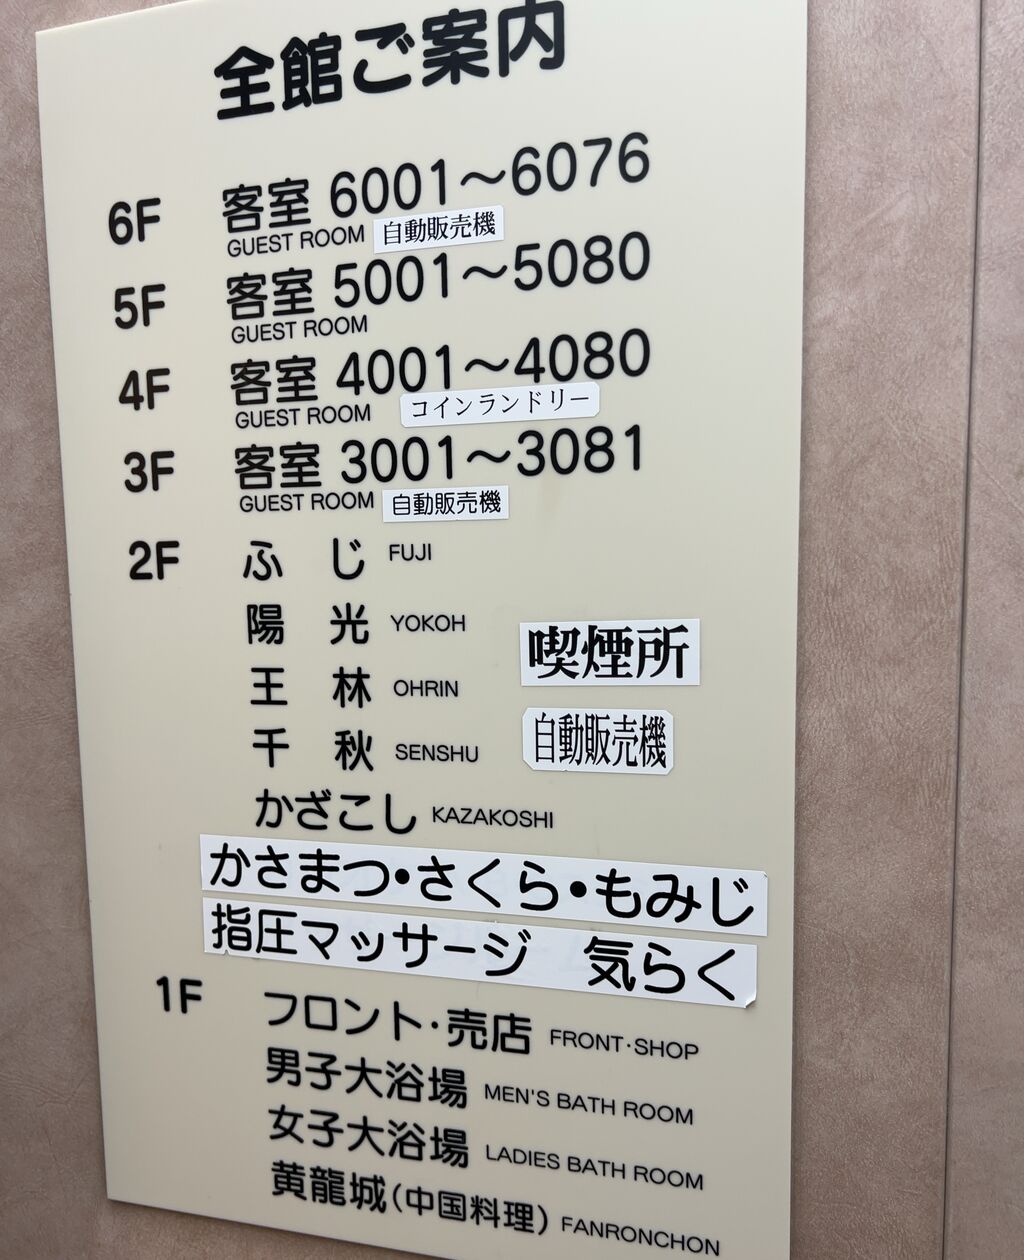 全館ご案内
6F 客室 6001～6076
GUEST ROOM 自動販売機
5F 客室 5001～5080
GUEST ROOM
4F 客室 4001～4080
GUEST ROOM コインランドリー
3F 客室 3001～3081
GUEST ROOM 自動販売機
2F ふじ FUJI
陽光 YOKOH 喫煙所
王林 OHRIN
千秋 SENSHU 自動販売機
かざこし KAZAKOSHI
かさまつ・さくら・もみじ
指圧マッサージ 気らく
1F フロント・売店 FRONT・SHOP
男子大浴場 MEN'S BATH ROOM
女子大浴場 LADIES BATH ROOM
黄龍城(中国料理) FANRONCHON